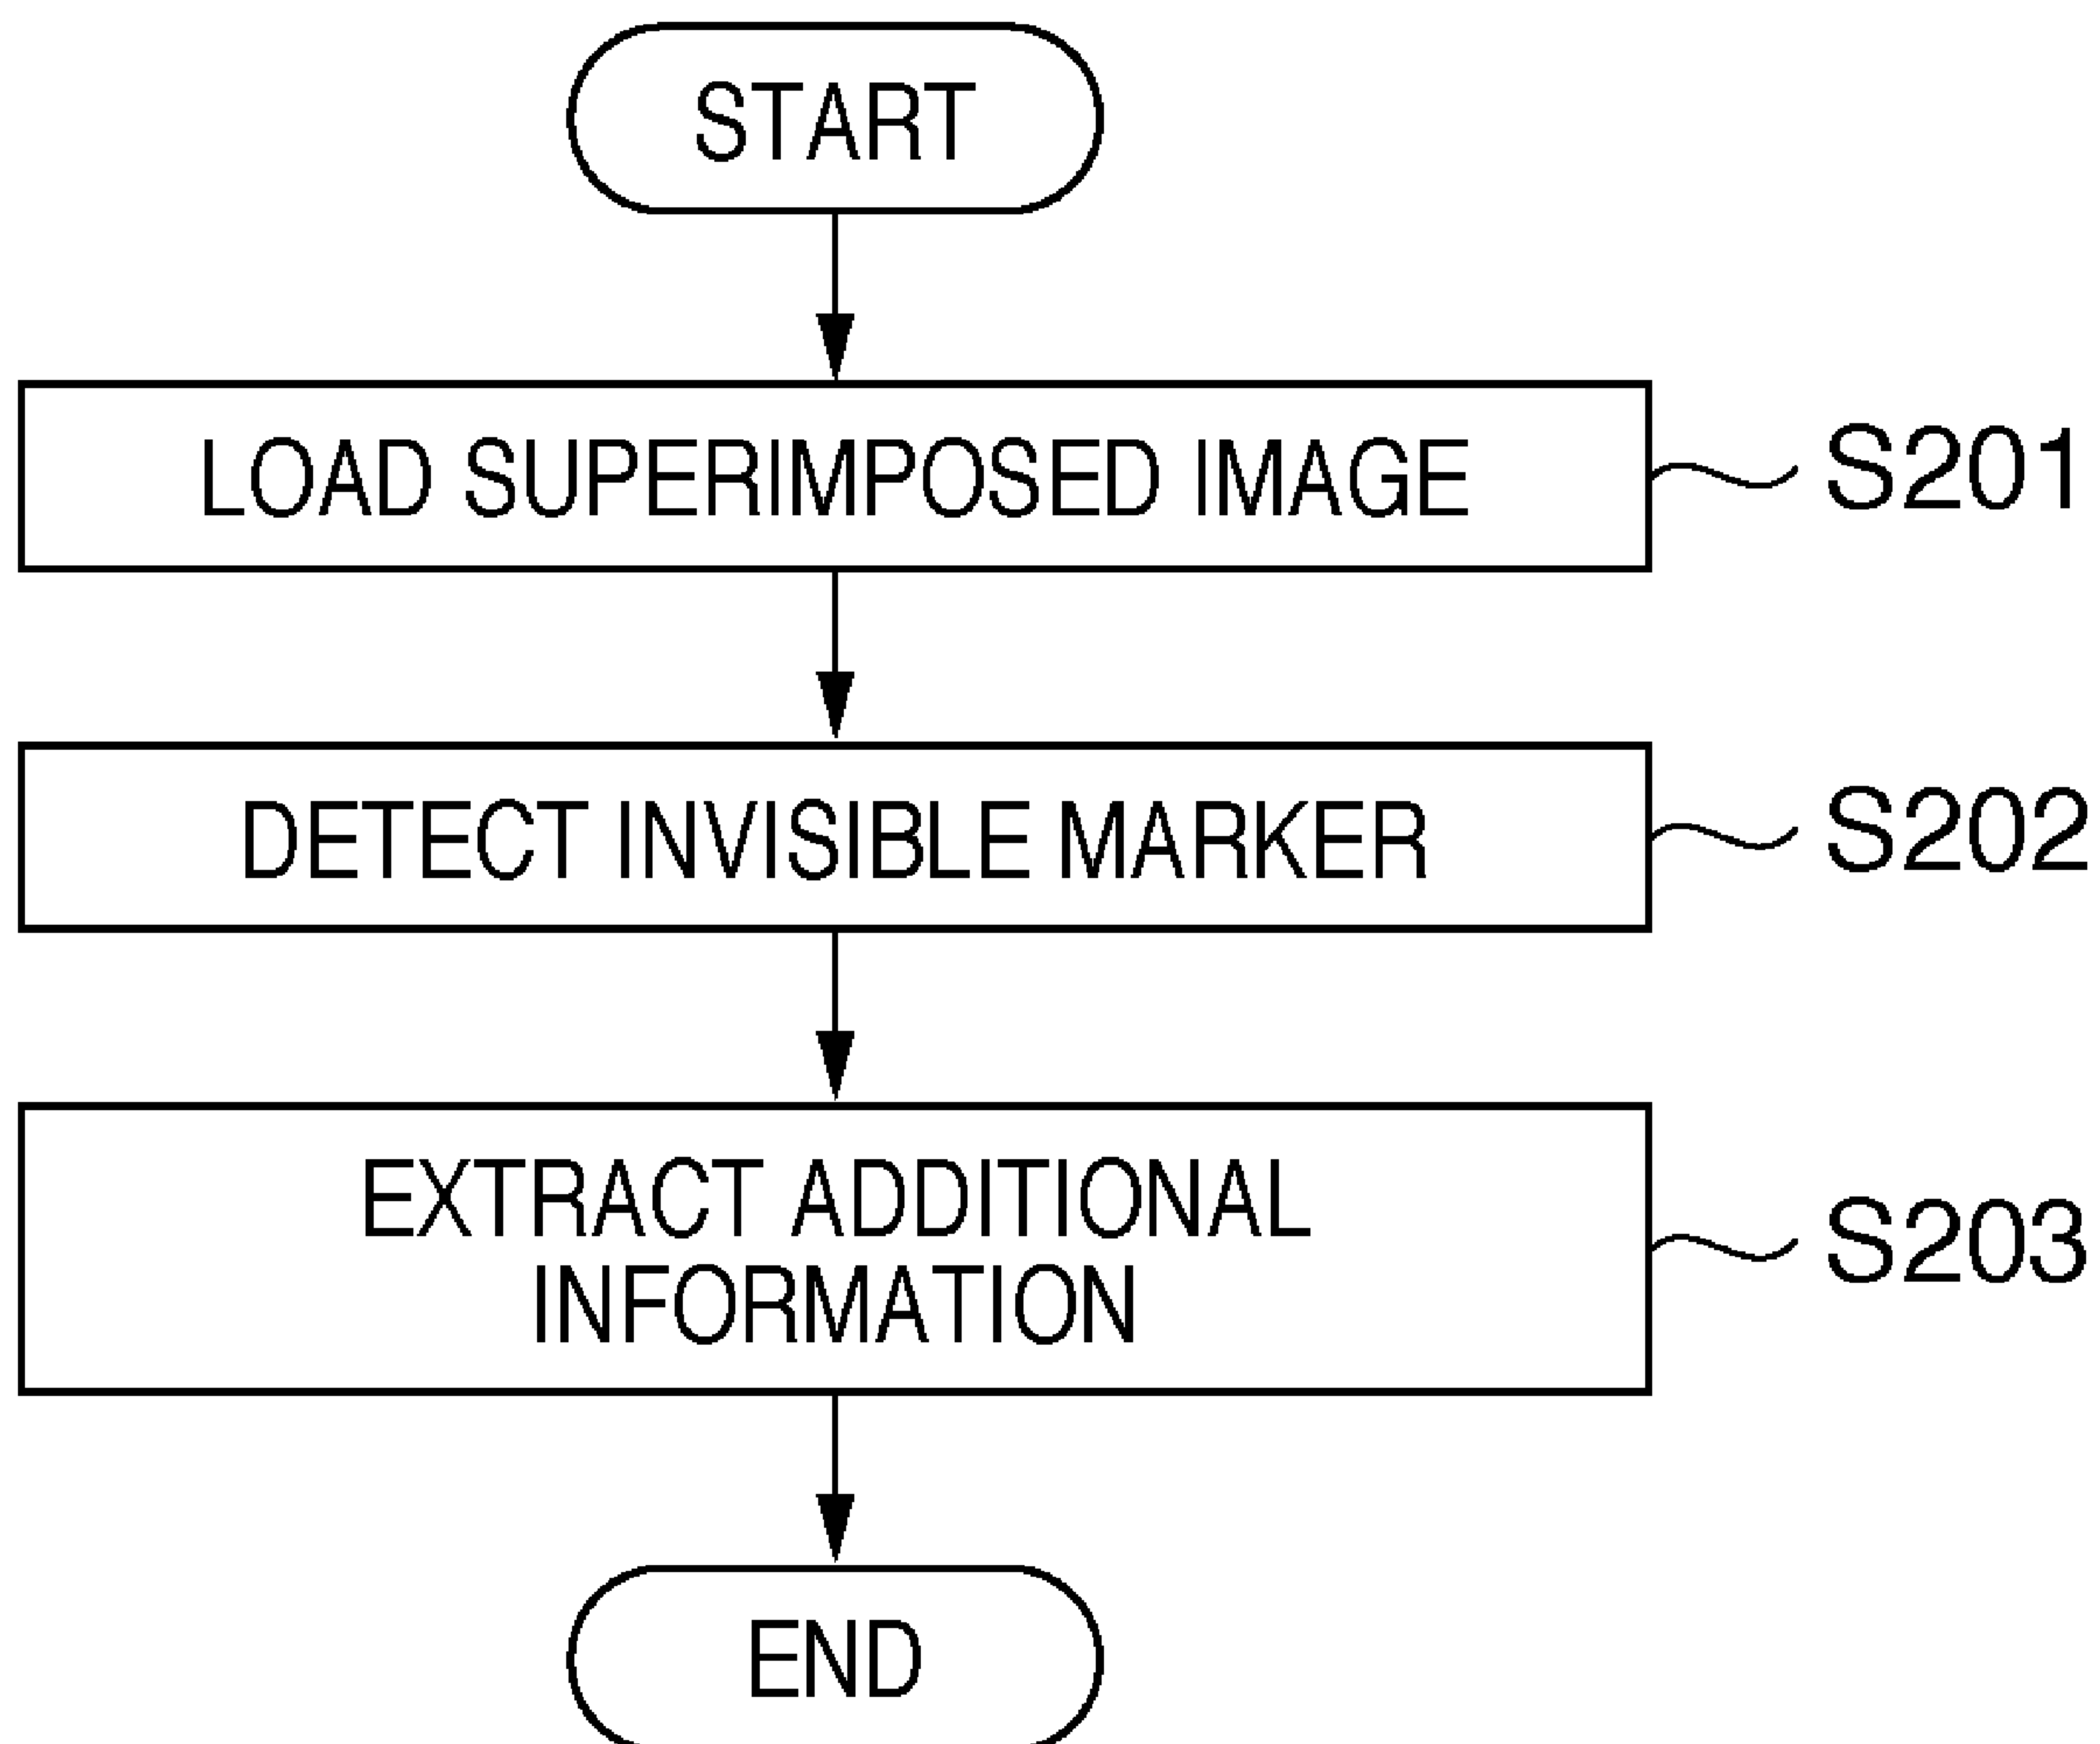 START
LOAD SUPERIMPOSED IMAGE
S201
DETECT INVISIBLE MARKER
S202
EXTRACT ADDITIONAL
INFORMATION
S203
END